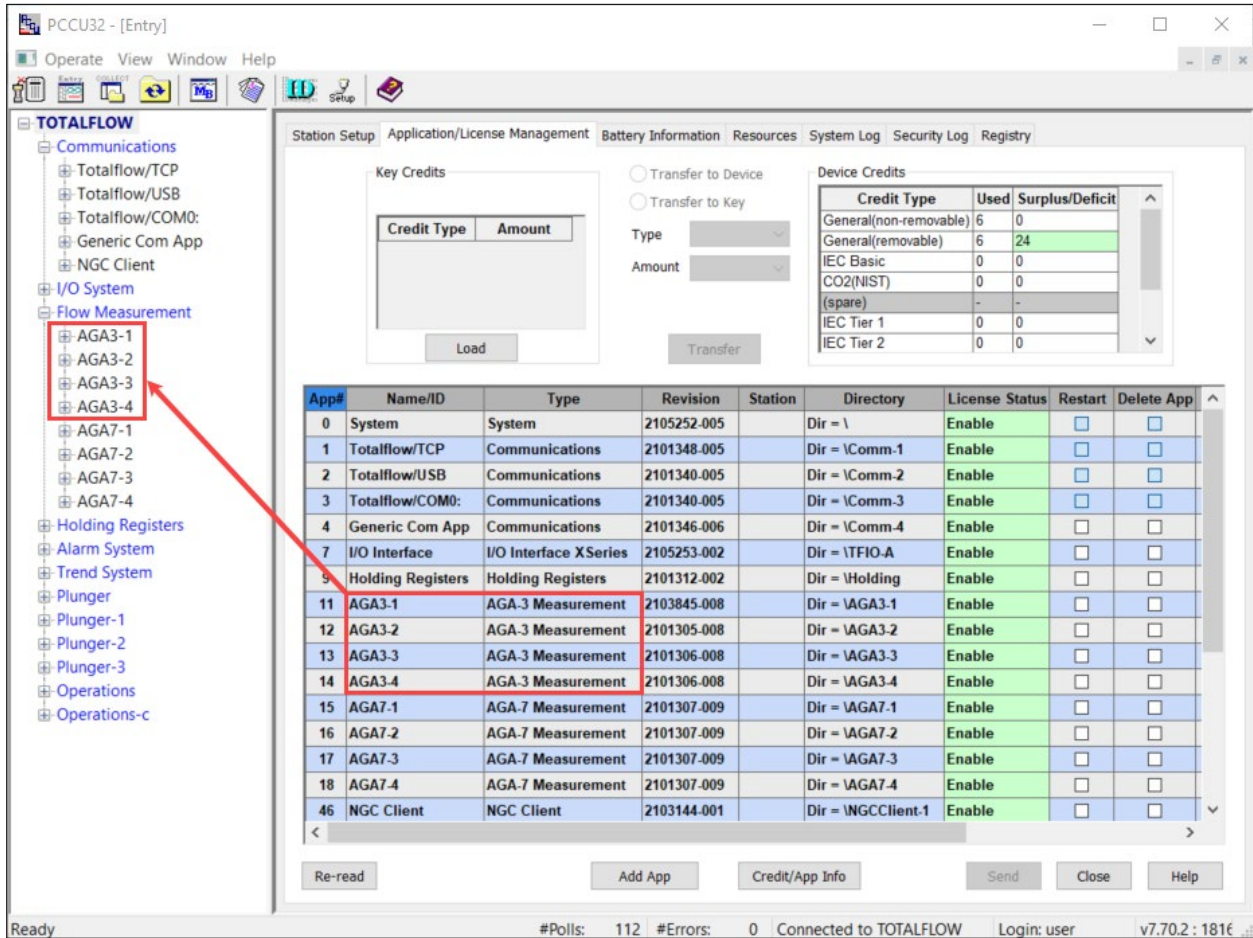 PCCU32 - [Entry]
Operate View Window Help
Entry COLLECT MB ID Setup
TOTALFLOW
Communications
Totalflow/TCP
Totalflow/USB
Totalflow/COM0:
Generic Com App
NGC Client
I/O System
Flow Measurement
AGA3-1
AGA3-2
AGA3-3
AGA3-4
AGA7-1
AGA7-2
AGA7-3
AGA7-4
Holding Registers
Alarm System
Trend System
Plunger
Plunger-1
Plunger-2
Plunger-3
Operations
Operations-c
Station Setup Application/License Management Battery Information Resources System Log Security Log Registry
Key Credits
Credit Type Amount
Load
Transfer to Device
Transfer to Key
Type
Amount
Transfer
Device Credits
Credit Type Used Surplus/Deficit
General(non-removable) 6 0
General(removable) 6 24
IEC Basic 0 0
CO2(NIST) 0 0
(spare) - -
IEC Tier 1 0 0
IEC Tier 2 0 0
App# Name/ID Type Revision Station Directory License Status Restart Delete App
0 System System 2105252-005 Dir = \ Enable
1 Totalflow/TCP Communications 2101348-005 Dir = \Comm-1 Enable
2 Totalflow/USB Communications 2101340-005 Dir = \Comm-2 Enable
3 Totalflow/COM0: Communications 2101340-005 Dir = \Comm-3 Enable
4 Generic Com App Communications 2101346-006 Dir = \Comm-4 Enable
7 I/O Interface I/O Interface XSeries 2105253-002 Dir = \TFIO-A Enable
9 Holding Registers Holding Registers 2101312-002 Dir = \Holding Enable
11 AGA3-1 AGA-3 Measurement 2103845-008 Dir = \AGA3-1 Enable
12 AGA3-2 AGA-3 Measurement 2101305-008 Dir = \AGA3-2 Enable
13 AGA3-3 AGA-3 Measurement 2101306-008 Dir = \AGA3-3 Enable
14 AGA3-4 AGA-3 Measurement 2101306-008 Dir = \AGA3-4 Enable
15 AGA7-1 AGA-7 Measurement 2101307-009 Dir = \AGA7-1 Enable
16 AGA7-2 AGA-7 Measurement 2101307-009 Dir = \AGA7-2 Enable
17 AGA7-3 AGA-7 Measurement 2101307-009 Dir = \AGA7-3 Enable
18 AGA7-4 AGA-7 Measurement 2101307-009 Dir = \AGA7-4 Enable
46 NGC Client NGC Client 2103144-001 Dir = \NGCClient-1 Enable
Re-read Add App Credit/App Info Send Close Help
Ready #Polls: 112 #Errors: 0 Connected to TOTALFLOW Login: user v7.70.2 : 1816